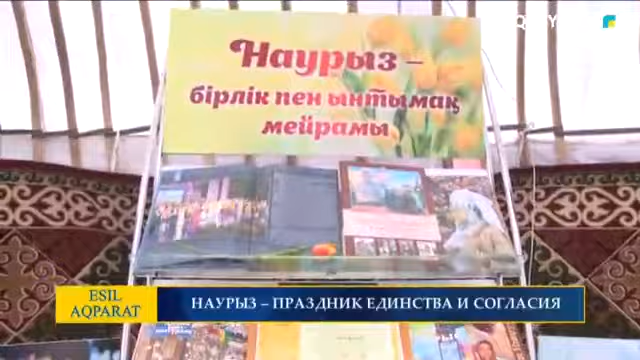 Наурыз –
бірлік пен ынтымақ
мейрамы
ESIL
AQPARAT
НАУРЫЗ – ПРАЗДНИК ЕДИНСТВА И СОГЛАСИЯ